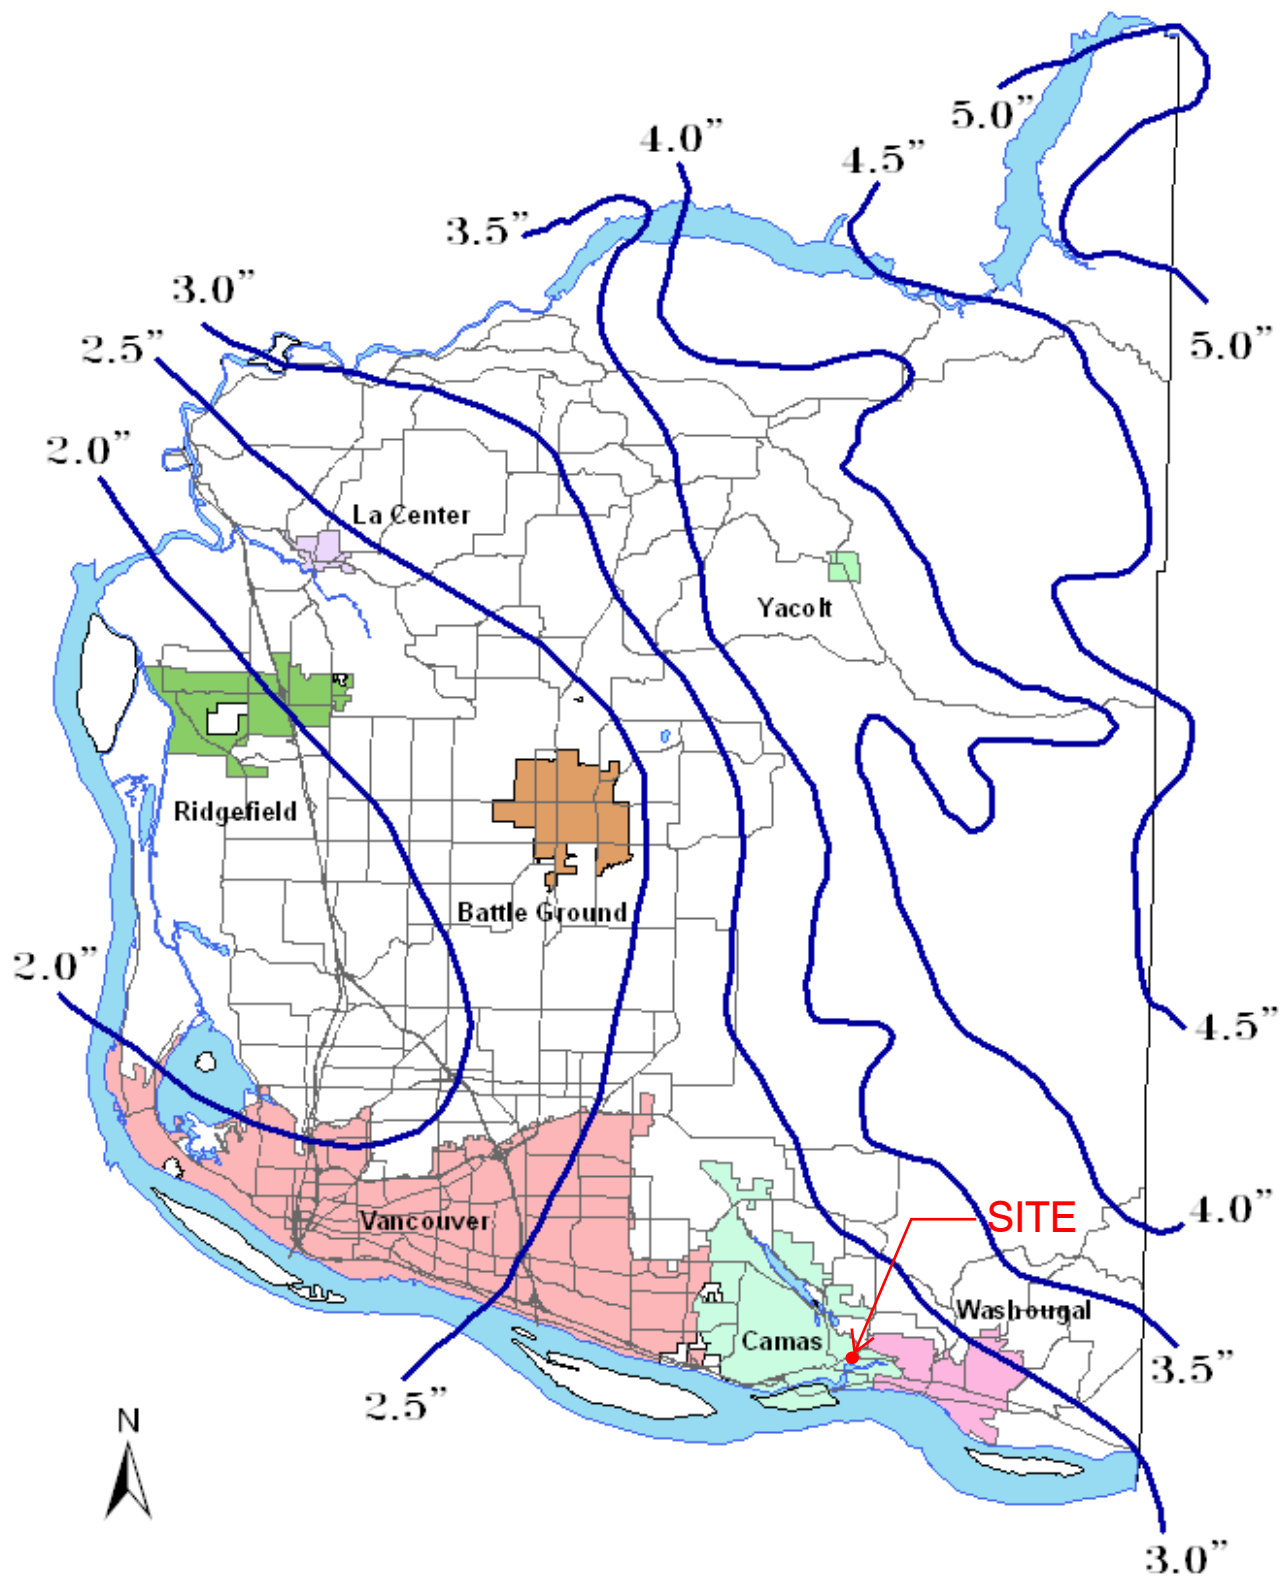 5.0”
4.0”
4.5”
3.5”
3.0”
5.0”
2.5”
2.0”
La Center
Yacolt
Ridgefield
Battle Ground
2.0”
4.5”
4.0”
SITE
Vancouver
Washougal
Camas
3.5”
2.5”
N
3.0”